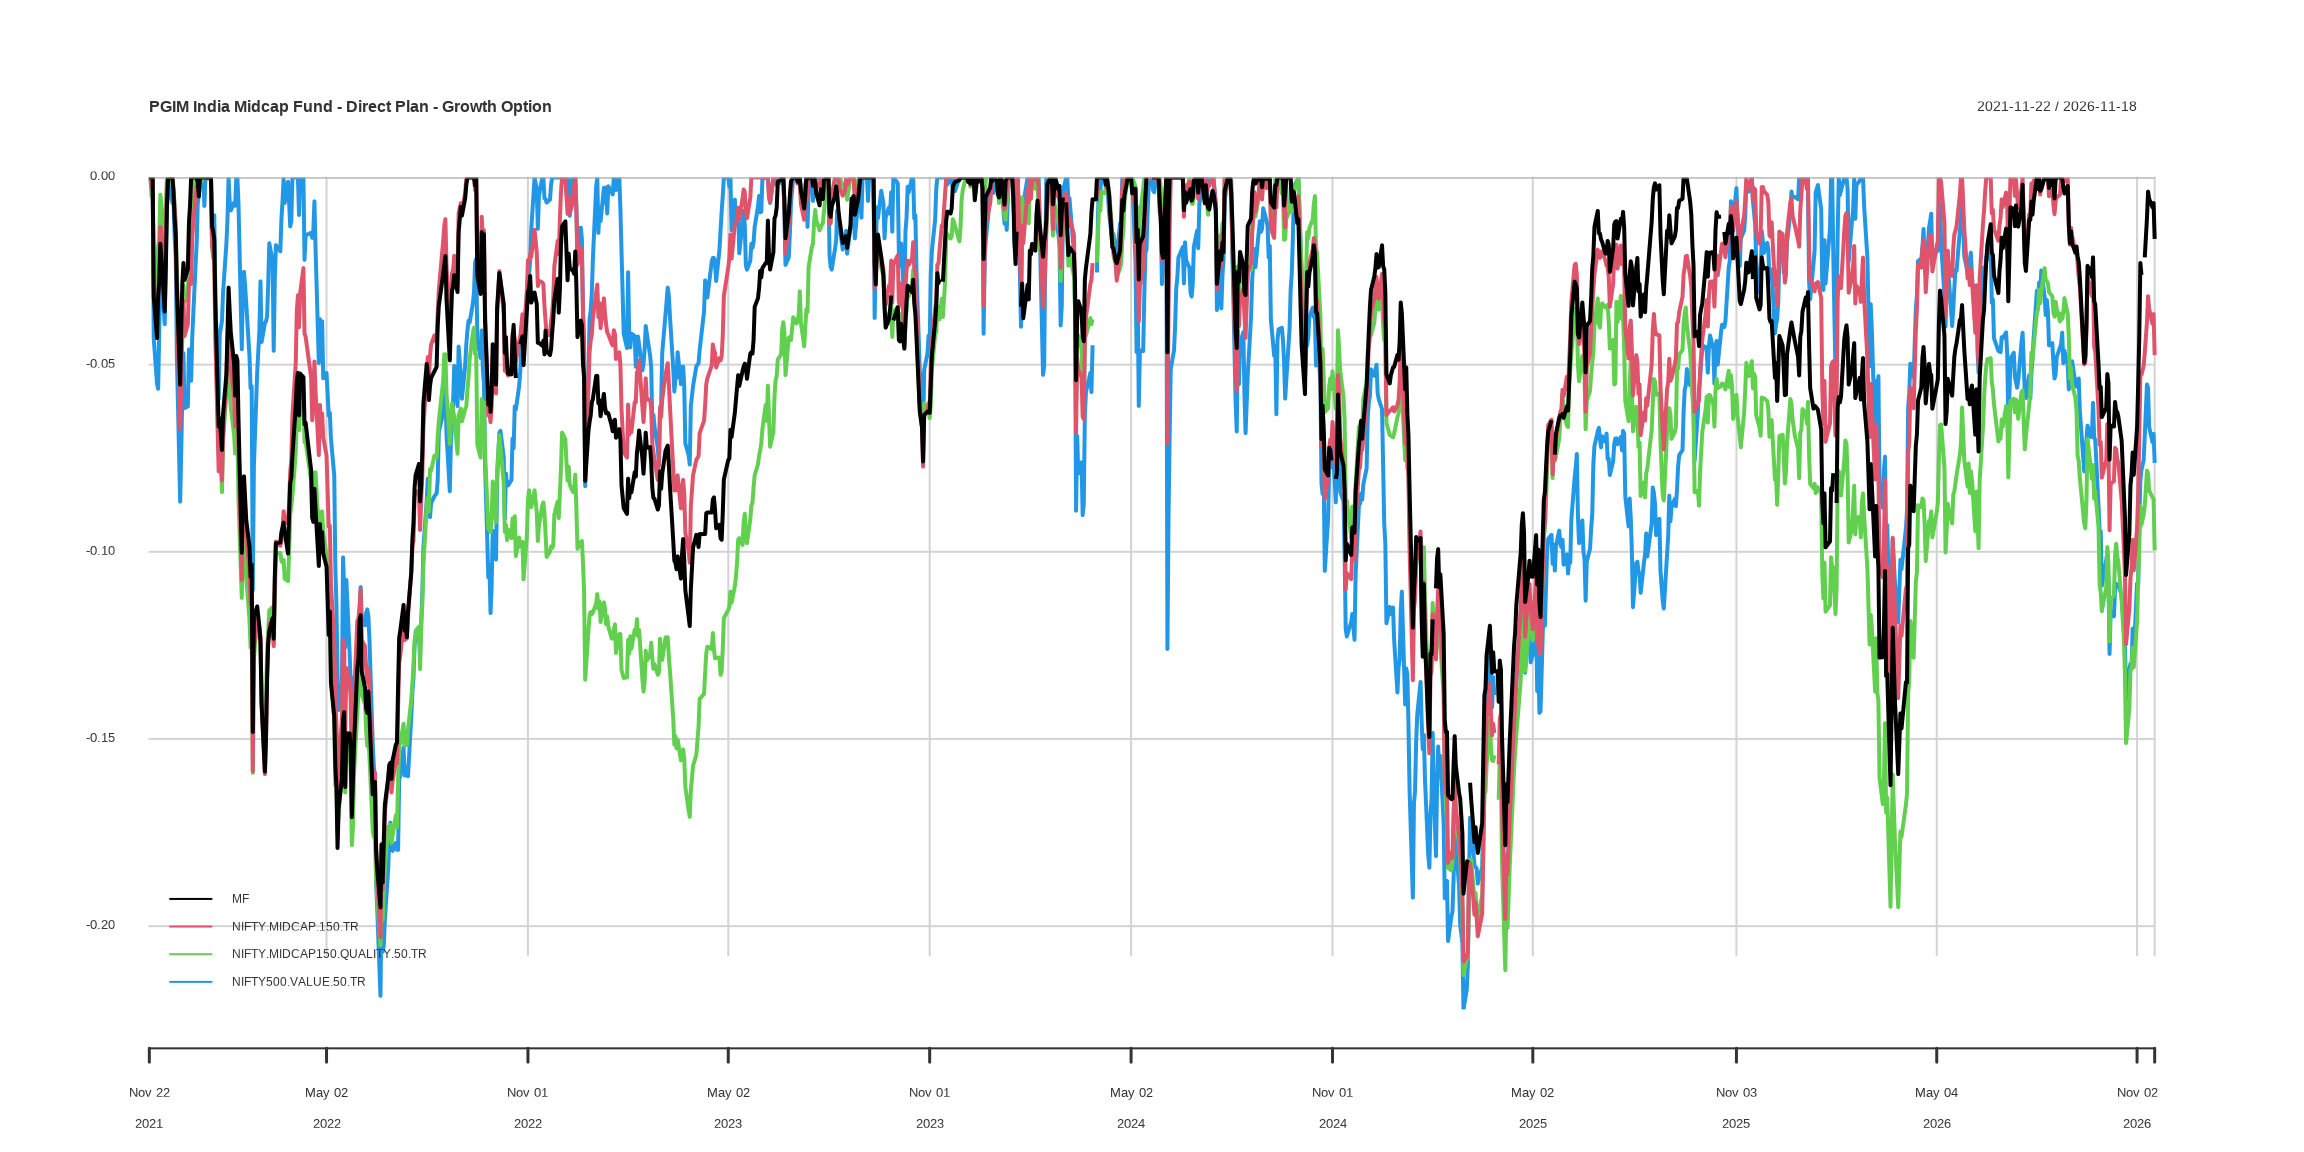 PGIM India Midcap Fund - Direct Plan - Growth Option
2021-11-22 / 2026-11-18
0.00
-0.05
-0.10
-0.15
-0.20
MF
NIFTY.MIDCAP.150.TR
NIFTY.MIDCAP150.QUALITY.50.TR
NIFTY500.VALUE.50.TR
Nov 22 May 02 Nov 01 May 02 Nov 01 May 02 Nov 01 May 02 Nov 03 May 04 Nov 02
2021 2022 2022 2023 2023 2024 2024 2025 2025 2026 2026